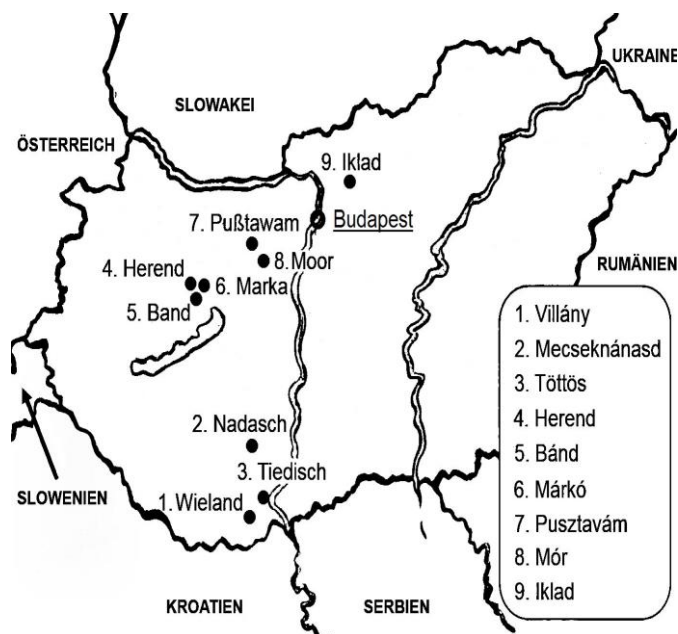 UKRAINE
SLOWAKEI
ÖSTERREICH
9. Iklad
Budapest
7. Pußtawam
8. Moor
4. Herend
6. Marka
5. Band
RUMÄNIEN
2. Nadasch
3. Tiedisch
1. Wieland
SLOWENIEN
KROATIEN
SERBIEN
1. Villány
2. Mecseknánasd
3. Töttös
4. Herend
5. Bánd
6. Márkó
7. Pusztavám
8. Mór
9. Iklad